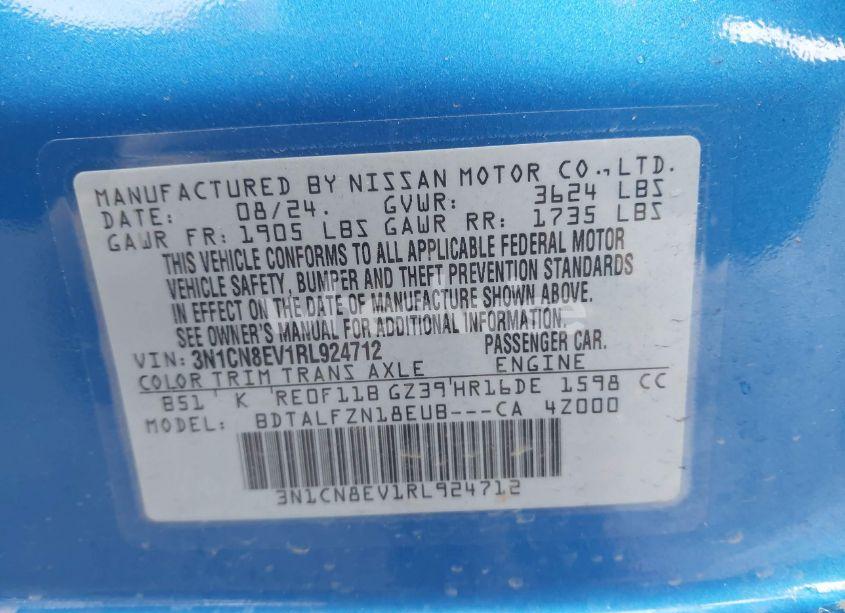 MANUFACTURED BY NISSAN MOTOR CO.,LTD.
DATE: 08/24. GVWR: 3624 LBS
GAWR FR: 1905 LBS GAWR RR: 1735 LBS
THIS VEHICLE CONFORMS TO ALL APPLICABLE FEDERAL MOTOR
VEHICLE SAFETY, BUMPER AND THEFT PREVENTION STANDARDS
IN EFFECT ON THE DATE OF MANUFACTURE SHOWN ABOVE.
SEE OWNER'S MANUAL FOR ADDITIONAL INFORMATION.
VIN: 3N1CN8EV1RL924712 PASSENGER CAR.
COLOR TRIM TRANS AXLE ENGINE
B51 K RE0F11B GZ39 HR16DE 1598 CC
MODEL: BDTALFZN18EUB---CA 4Z000
3N1CN8EV1RL924712